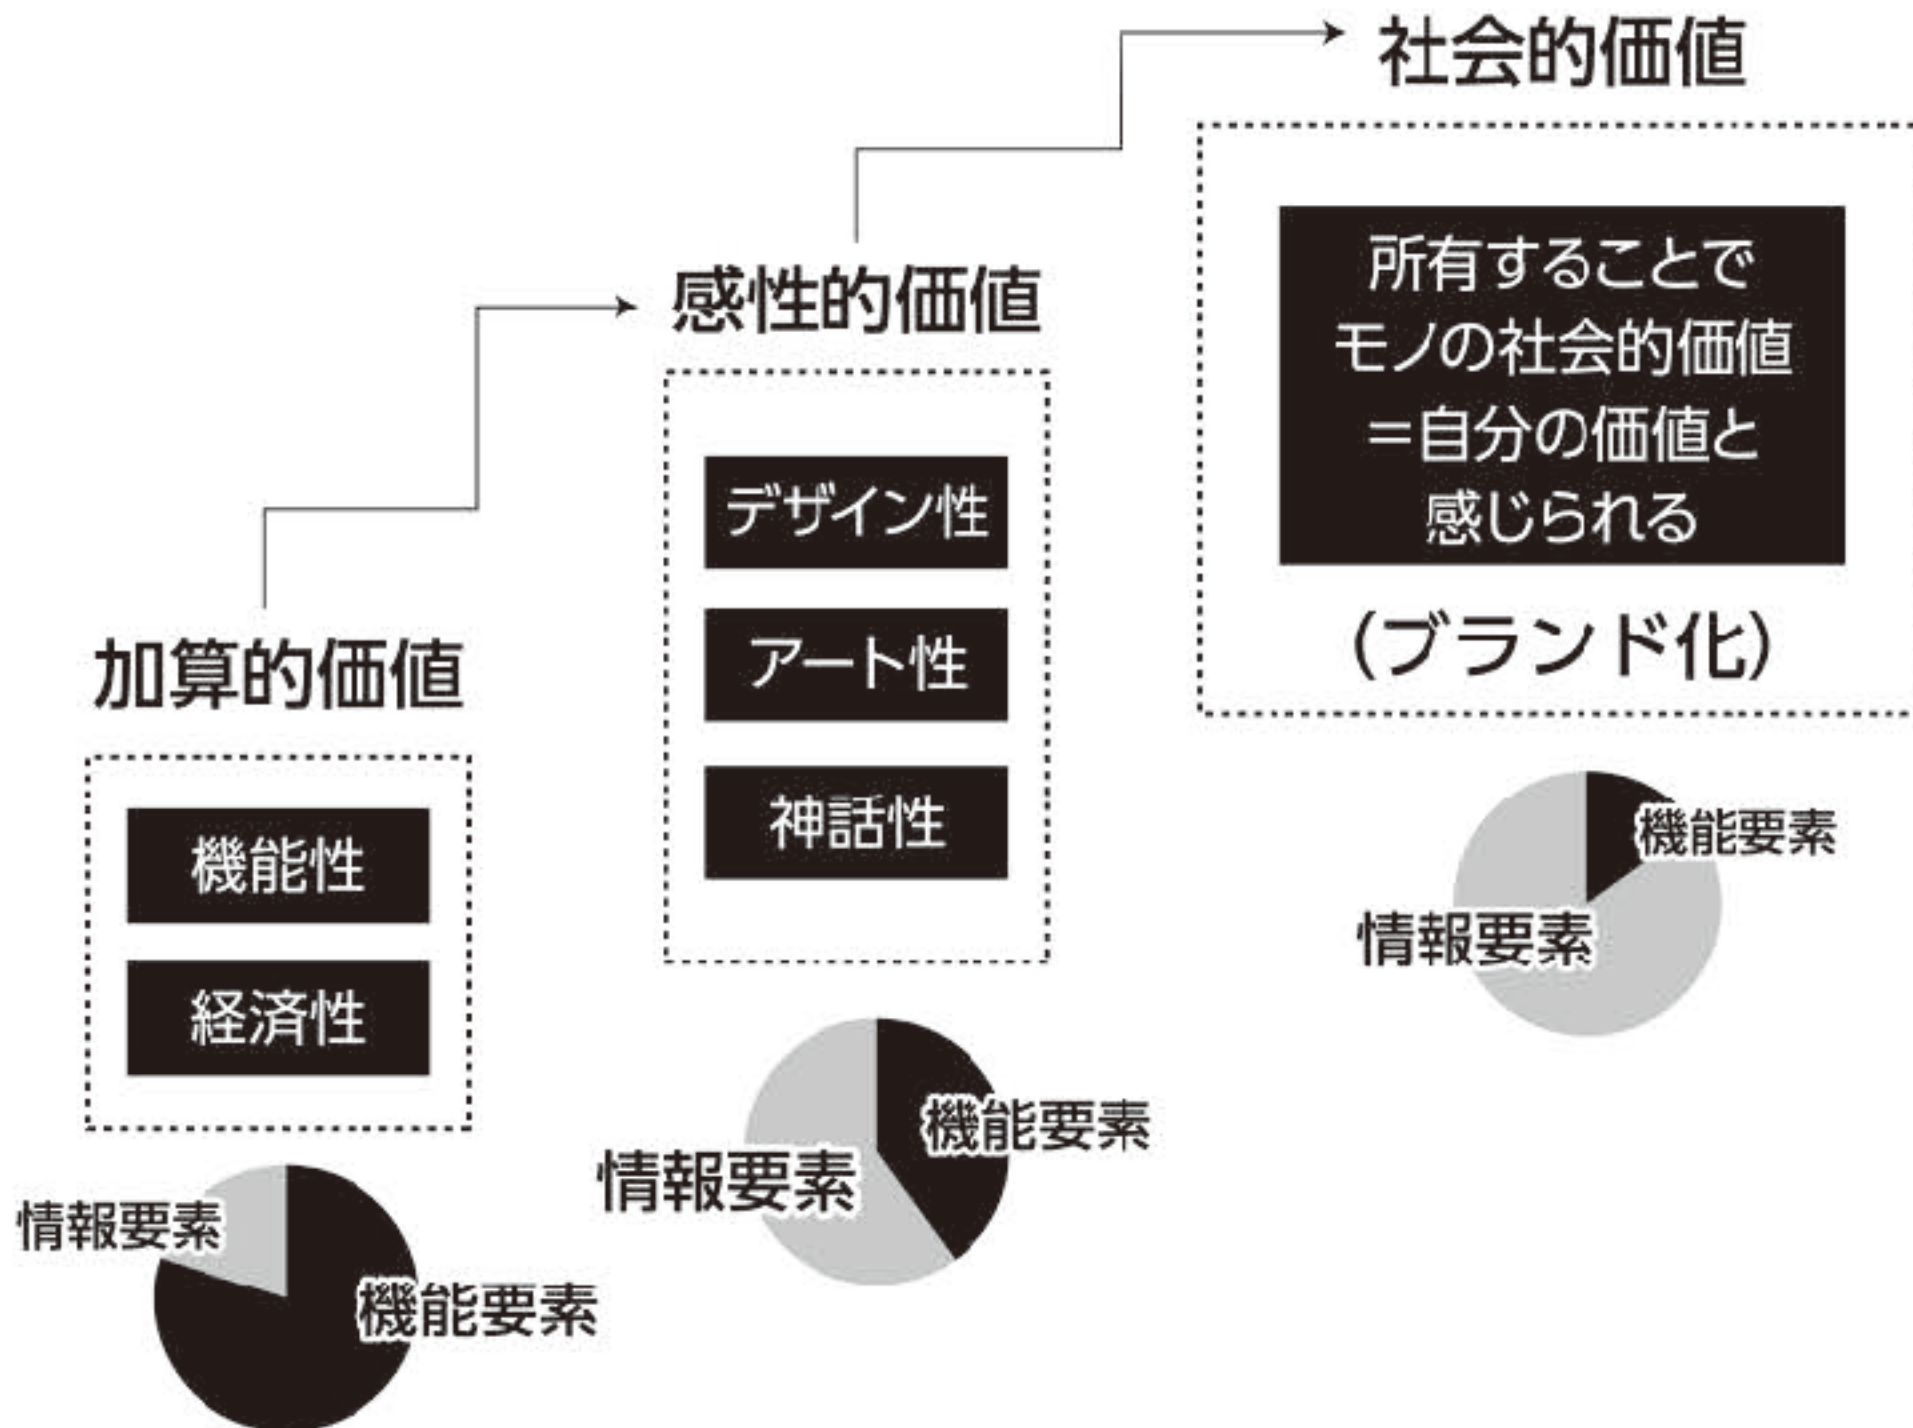 社会的価値
所有することで
モノの社会的価値
＝自分の価値と
感じられる
（ブランド化）
機能要素
情報要素
感性的価値
デザイン性
アート性
神話性
機能要素
情報要素
加算的価値
機能性
経済性
情報要素
機能要素